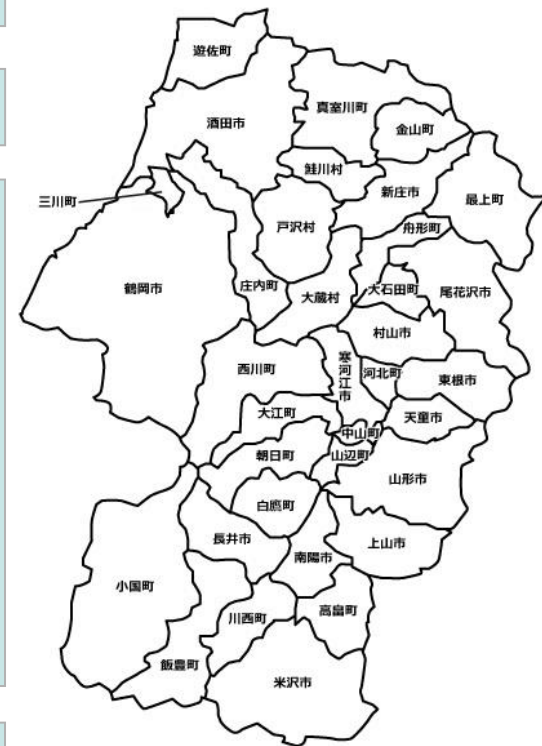 遊佐町
酒田市
真室川町
金山町
鮭川村
新庄市
最上町
三川町
戸沢村
舟形町
鶴岡市
庄内町
大蔵村
大石田町
尾花沢市
村山市
西川町
寒河江市
河北町
東根市
大江町
天童市
中山町
朝日町
山辺町
山形市
白鷹町
長井市
南陽市
上山市
小国町
川西町
高畠町
飯豊町
米沢市